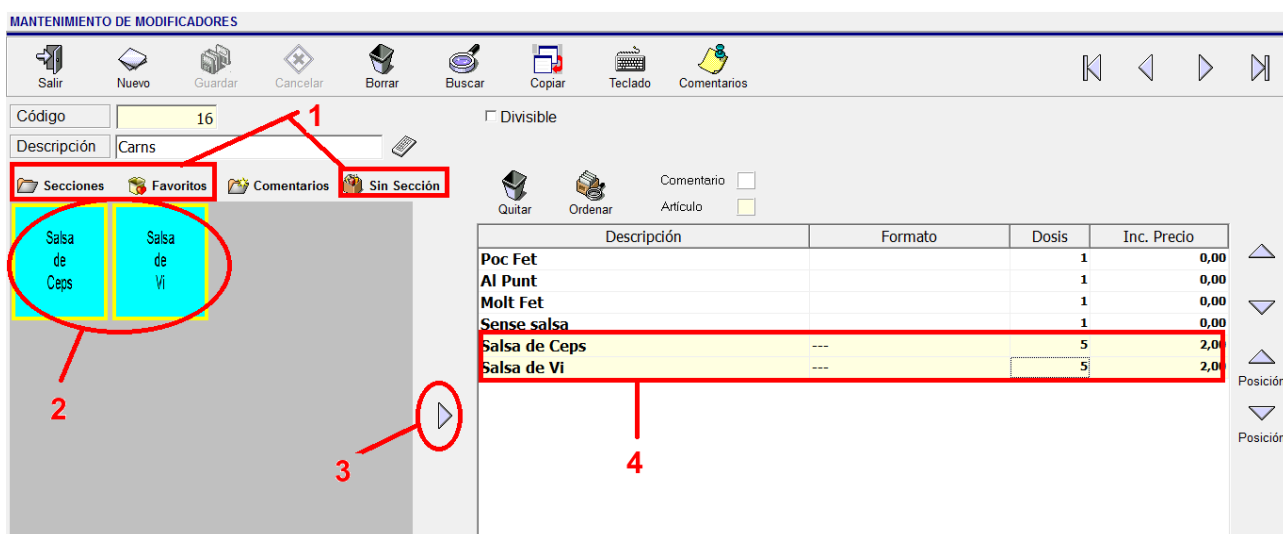 MANTENIMIENTO DE MODIFICADORES
Salir Nuevo Guardar Cancelar Borrar Buscar Copiar Teclado Comentarios
Código 16 1 Divisible
Descripción Carns
Secciones Favoritos Comentarios Sin Sección
Comentario
Quitar Ordenar Artículo
Salsa de Ceps
Salsa de Vi
Descripción Formato Dosis Inc. Precio
Poc Fet 1 0,00
Al Punt 1 0,00
Molt Fet 1 0,00
Sense salsa 1 0,00
Salsa de Ceps --- 5 2,00
Salsa de Vi --- 5 2,00
Posición
Posición
2
3
4